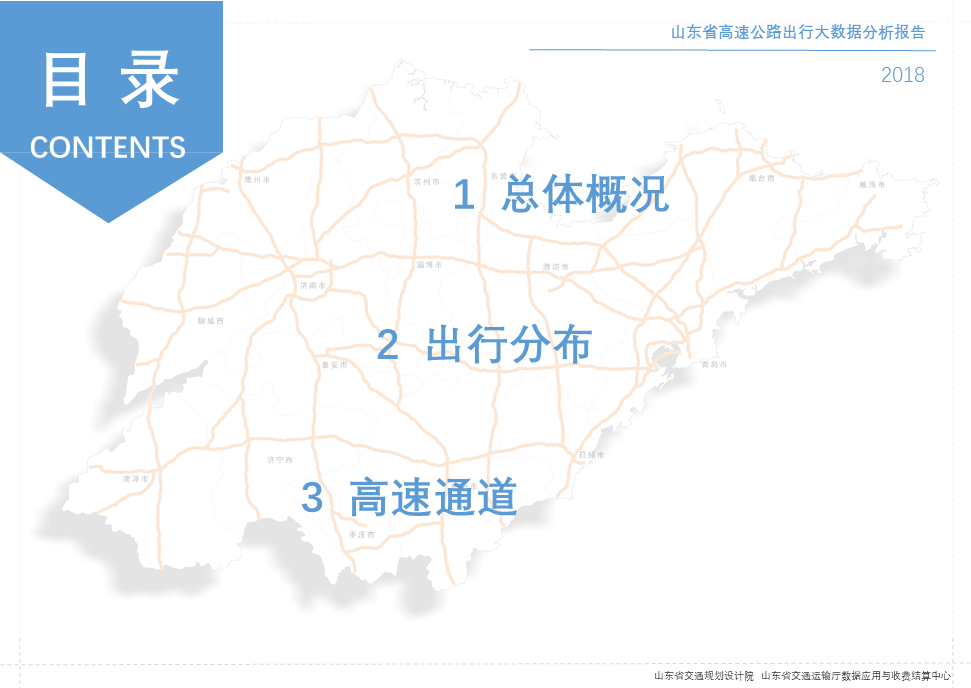 目 录
CONTENTS
山东省高速公路出行大数据分析报告
2018
1 总体概况
2 出行分布
3 高速通道
德州市
滨州市
东营
烟台市
威海市
淄博市
潍坊市
济南市
聊城市
泰安市
青岛市
济宁市
日照市
菏泽市
枣庄市
山东省交通规划设计院 山东省交通运输厅数据应用与收费结算中心